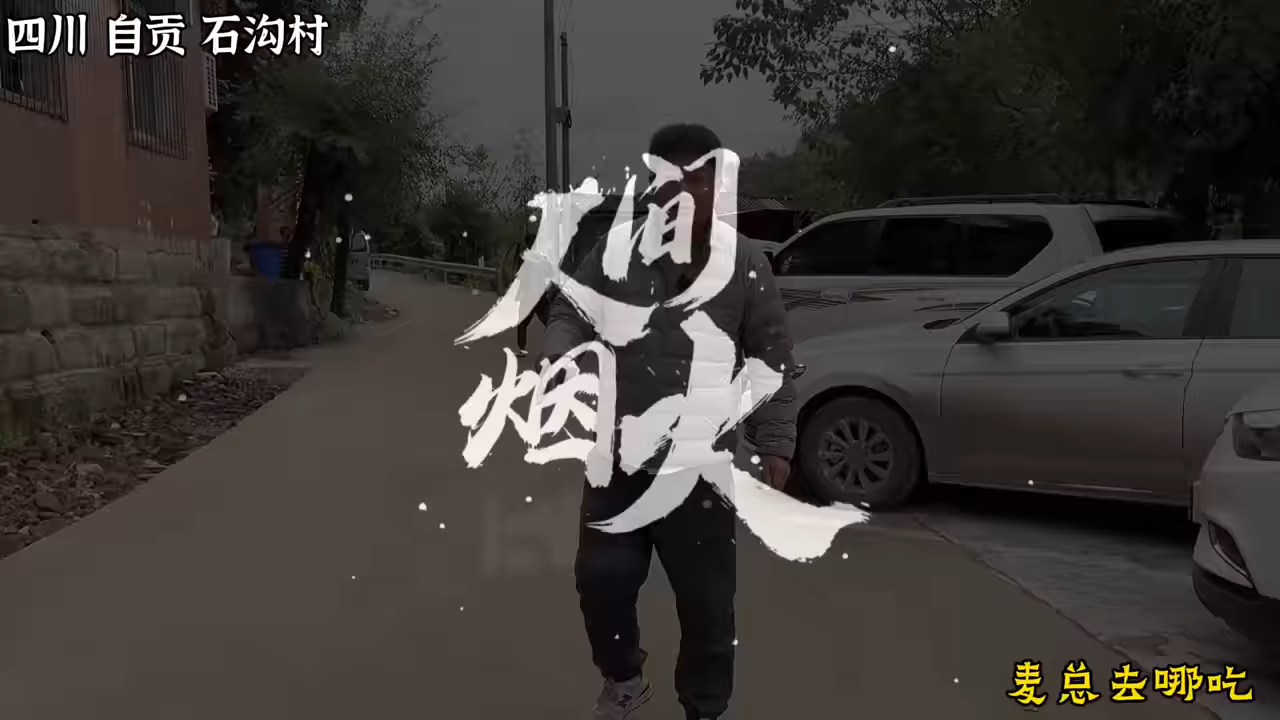 四川 自贡 石沟村
人间
烟火
麦总去哪吃